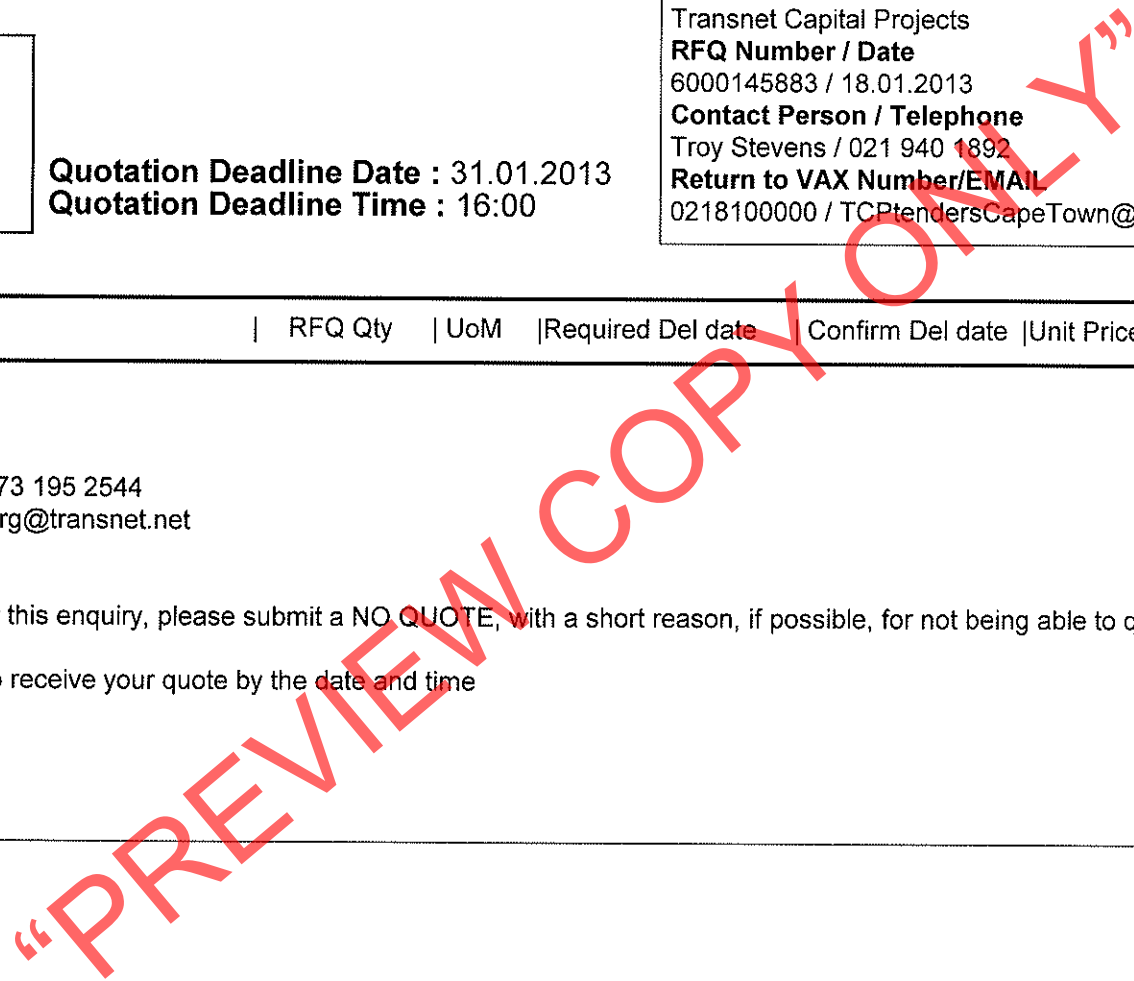 Transnet Capital Projects
RFQ Number / Date
6000145883 / 18.01.2013
Contact Person / Telephone
Troy Stevens / 021 940 1892
Return to VAX Number/EMAIL
0218100000 / TCPtendersCapeTown@
Quotation Deadline Date : 31.01.2013
Quotation Deadline Time : 16:00
| RFQ Qty | UoM |Required Del date | Confirm Del date |Unit Price
73 195 2544
rg@transnet.net
this enquiry, please submit a NO QUOTE, with a short reason, if possible, for not being able to q
receive your quote by the date and time
“PREVIEW COPY ONLY”